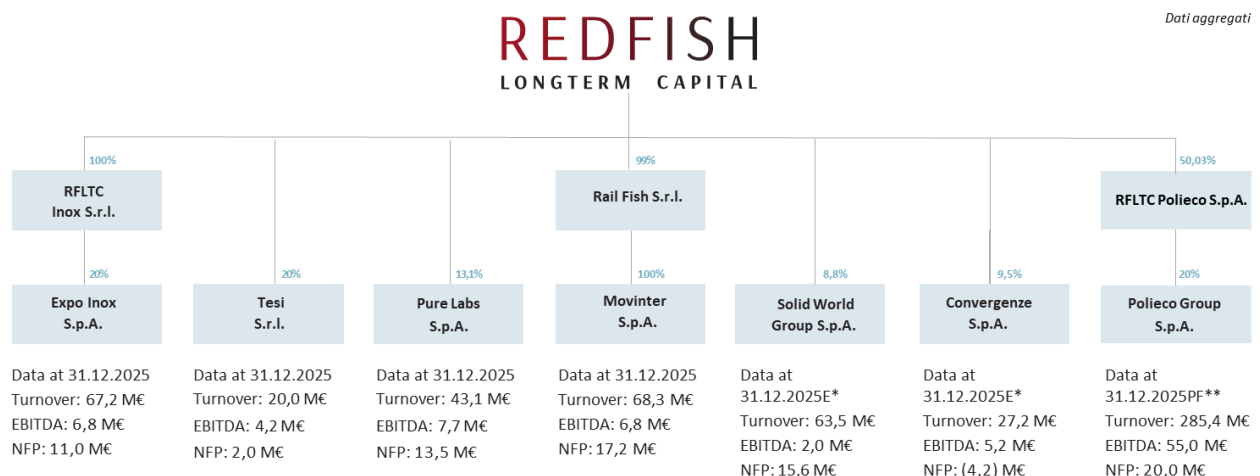 REDFISH
LONGTERM CAPITAL
Dati aggregati
100%
RFLTC
Inox S.r.l.
99%
Rail Fish S.r.l.
50,03%
RFLTC Polieco S.p.A.
20%
Expo Inox
S.p.A.
20%
Tesi
S.r.l.
13,1%
Pure Labs
S.p.A.
100%
Movinter
S.p.A.
8,8%
Solid World
Group S.p.A.
9,5%
Convergenze
S.p.A.
20%
Polieco Group
S.p.A.
Data at 31.12.2025
Turnover: 67,2 M€
EBITDA: 6,8 M€
NFP: 11,0 M€
Data at 31.12.2025
Turnover: 20,0 M€
EBITDA: 4,2 M€
NFP: 2,0 M€
Data at 31.12.2025
Turnover: 43,1 M€
EBITDA: 7,7 M€
NFP: 13,5 M€
Data at 31.12.2025
Turnover: 68,3 M€
EBITDA: 6,8 M€
NFP: 17,2 M€
Data at
31.12.2025E*
Turnover: 63,5 M€
EBITDA: 2,0 M€
NFP: 15,6 M€
Data at
31.12.2025E*
Turnover: 27,2 M€
EBITDA: 5,2 M€
NFP: (4,2) M€
Data at
31.12.2025PF**
Turnover: 285,4 M€
EBITDA: 55,0 M€
NFP: 20,0 M€